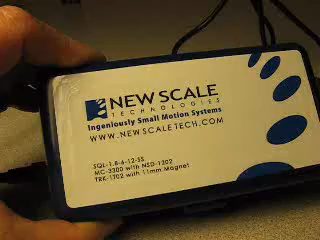 NEW SCALE
TECHNOLOGIES
Ingeniously Small Motion Systems
WWW.NEWSCALETECH.COM
SQL-1.8-6-12-SS
MC-3300 with NSD-1202
TRK-1702 with 11mm Magnet